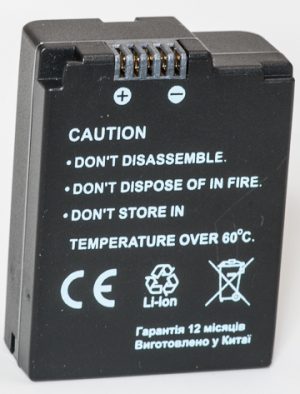 + −
CAUTION
• DON'T DISASSEMBLE.
• DON'T DISPOSE OF IN FIRE.
• DON'T STORE IN
TEMPERATURE OVER 60°C.
CE
Li-ion
Гарантія 12 місяців
Виготовлено у Китаї